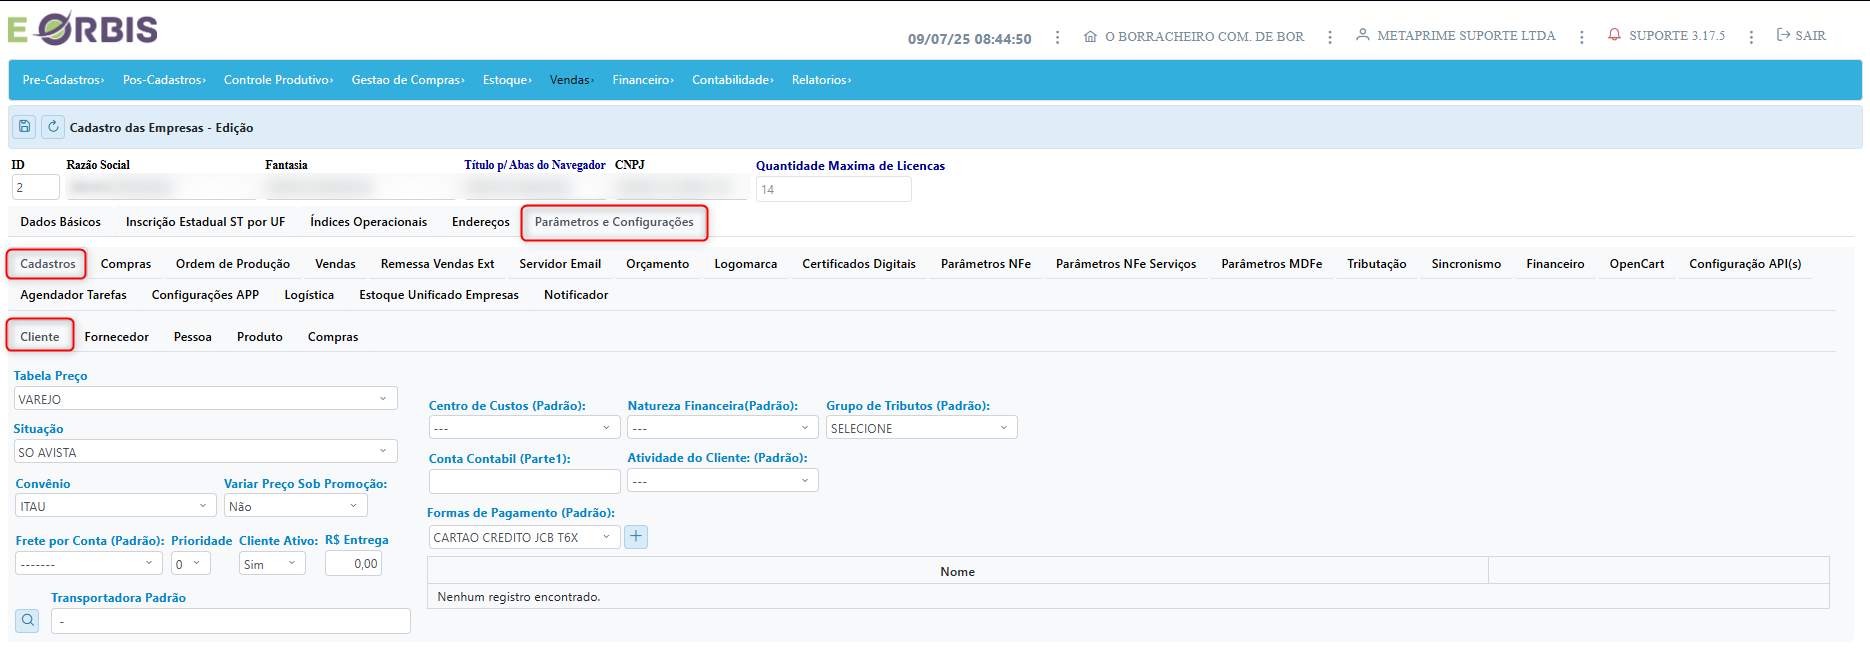 E ORBIS
09/07/25 08:44:50
O BORRACHEIRO COM. DE BOR
METAPRIME SUPORTE LTDA
SUPORTE 3.17.5
SAIR
Pre-Cadastros› Pos-Cadastros› Controle Produtivo› Gestao de Compras› Estoque› Vendas› Financeiro› Contabilidade› Relatorios›
Cadastro das Empresas - Edição
ID Razão Social Fantasia Título p/ Abas do Navegador CNPJ Quantidade Maxima de Licencas
2 14
Dados Básicos Inscrição Estadual ST por UF Índices Operacionais Endereços Parâmetros e Configurações
Cadastros Compras Ordem de Produção Vendas Remessa Vendas Ext Servidor Email Orçamento Logomarca Certificados Digitais Parâmetros NFe Parâmetros NFe Serviços Parâmetros MDFe Tributação Sincronismo Financeiro OpenCart Configuração API(s)
Agendador Tarefas Configurações APP Logística Estoque Unificado Empresas Notificador
Cliente Fornecedor Pessoa Produto Compras
Tabela Preço
VAREJO
Situação
SO AVISTA
Convênio Variar Preço Sob Promoção:
ITAU Não
Frete por Conta (Padrão): Prioridade Cliente Ativo: R$ Entrega
------- 0 Sim 0,00
Transportadora Padrão
-
Centro de Custos (Padrão): Natureza Financeira(Padrão): Grupo de Tributos (Padrão):
--- --- SELECIONE
Conta Contabil (Parte1): Atividade do Cliente: (Padrão):
---
Formas de Pagamento (Padrão):
CARTAO CREDITO JCB T6X
Nome
Nenhum registro encontrado.